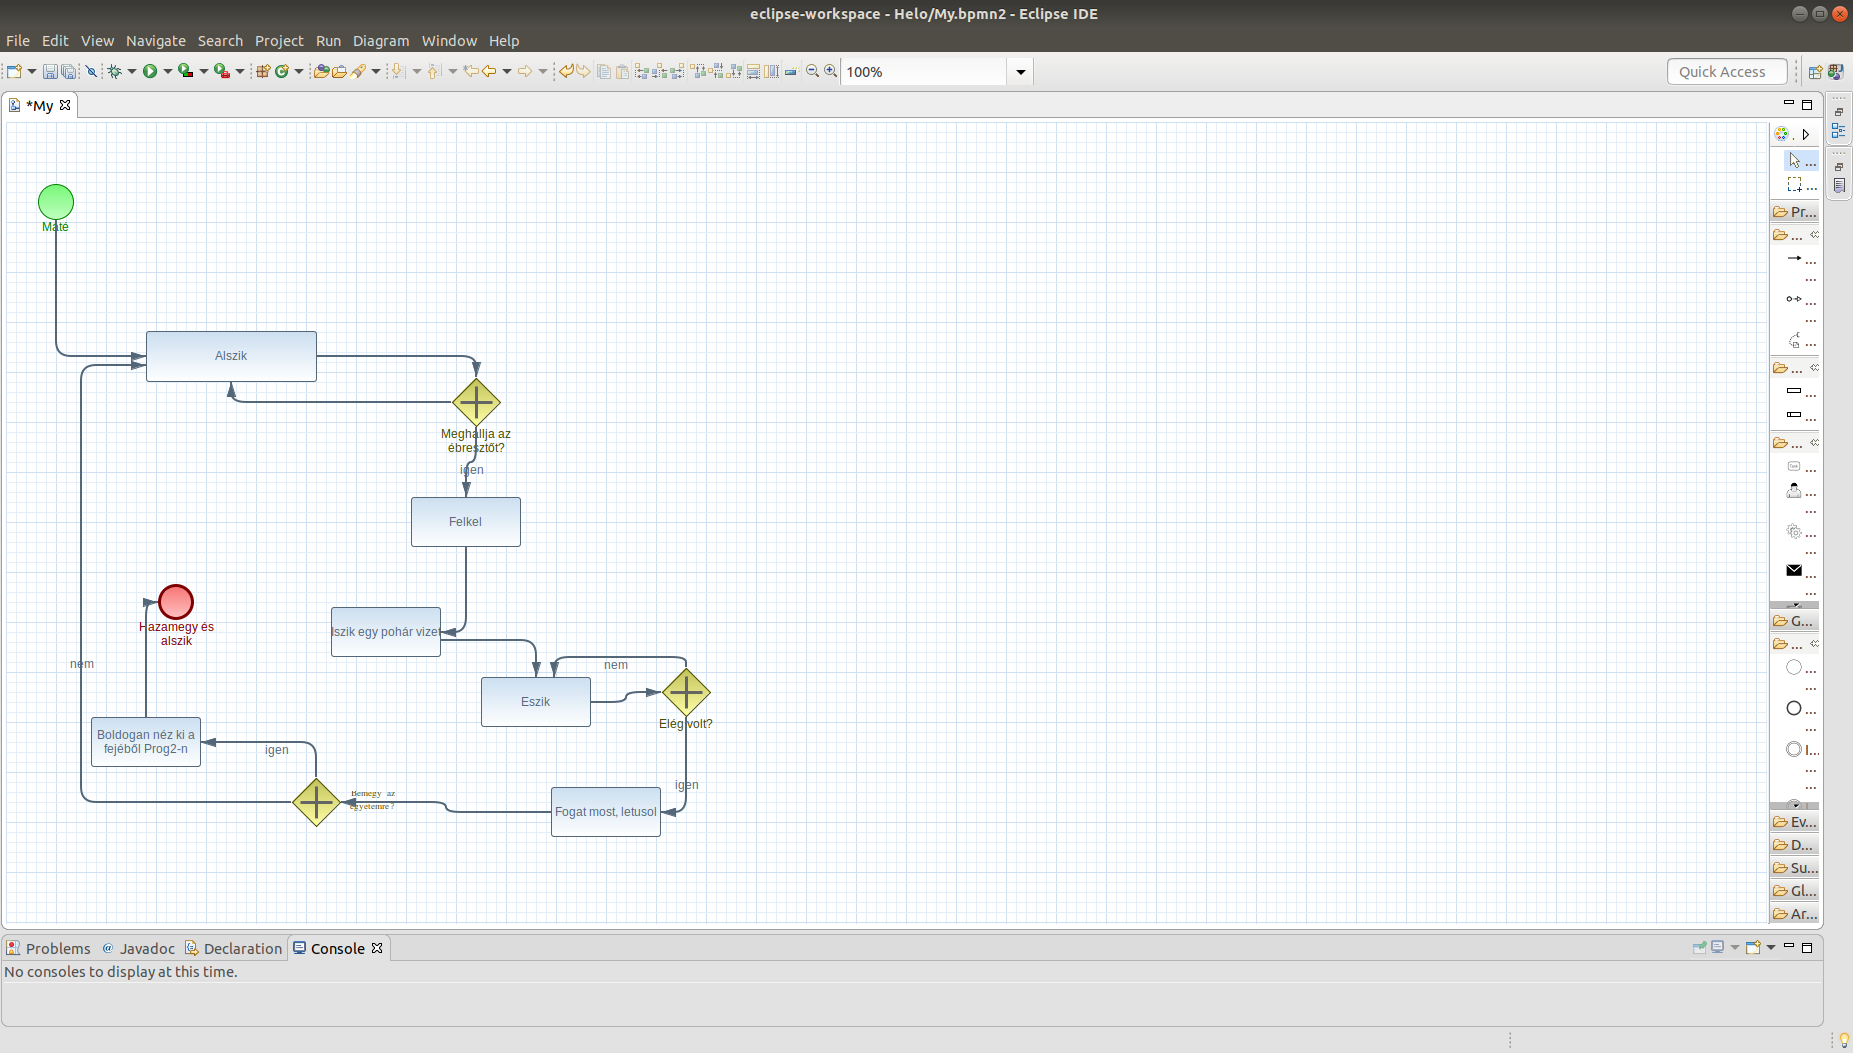 eclipse-workspace - Helo/My.bpmn2 - Eclipse IDE
File Edit View Navigate Search Project Run Diagram Window Help
100%
Quick Access
*My
Máté
Alszik
Meghallja az
ébresztőt?
igen
Felkel
Hazamegy és
alszik
Iszik egy pohár vizet
nem
nem
Eszik
Elég volt?
Boldogan néz ki a
fejéből Prog2-n
igen
igen
Bemegy az
egyetemre?
Fogat most, letusol
...
...
Pr...
...
...
...
...
...
...
...
...
...
...
Task
...
...
...
...
...
...
...
G...
...
...
...
...
...
I...
...
...
Ev...
D...
Su...
Gl...
Ar...
Problems @ Javadoc Declaration Console
No consoles to display at this time.